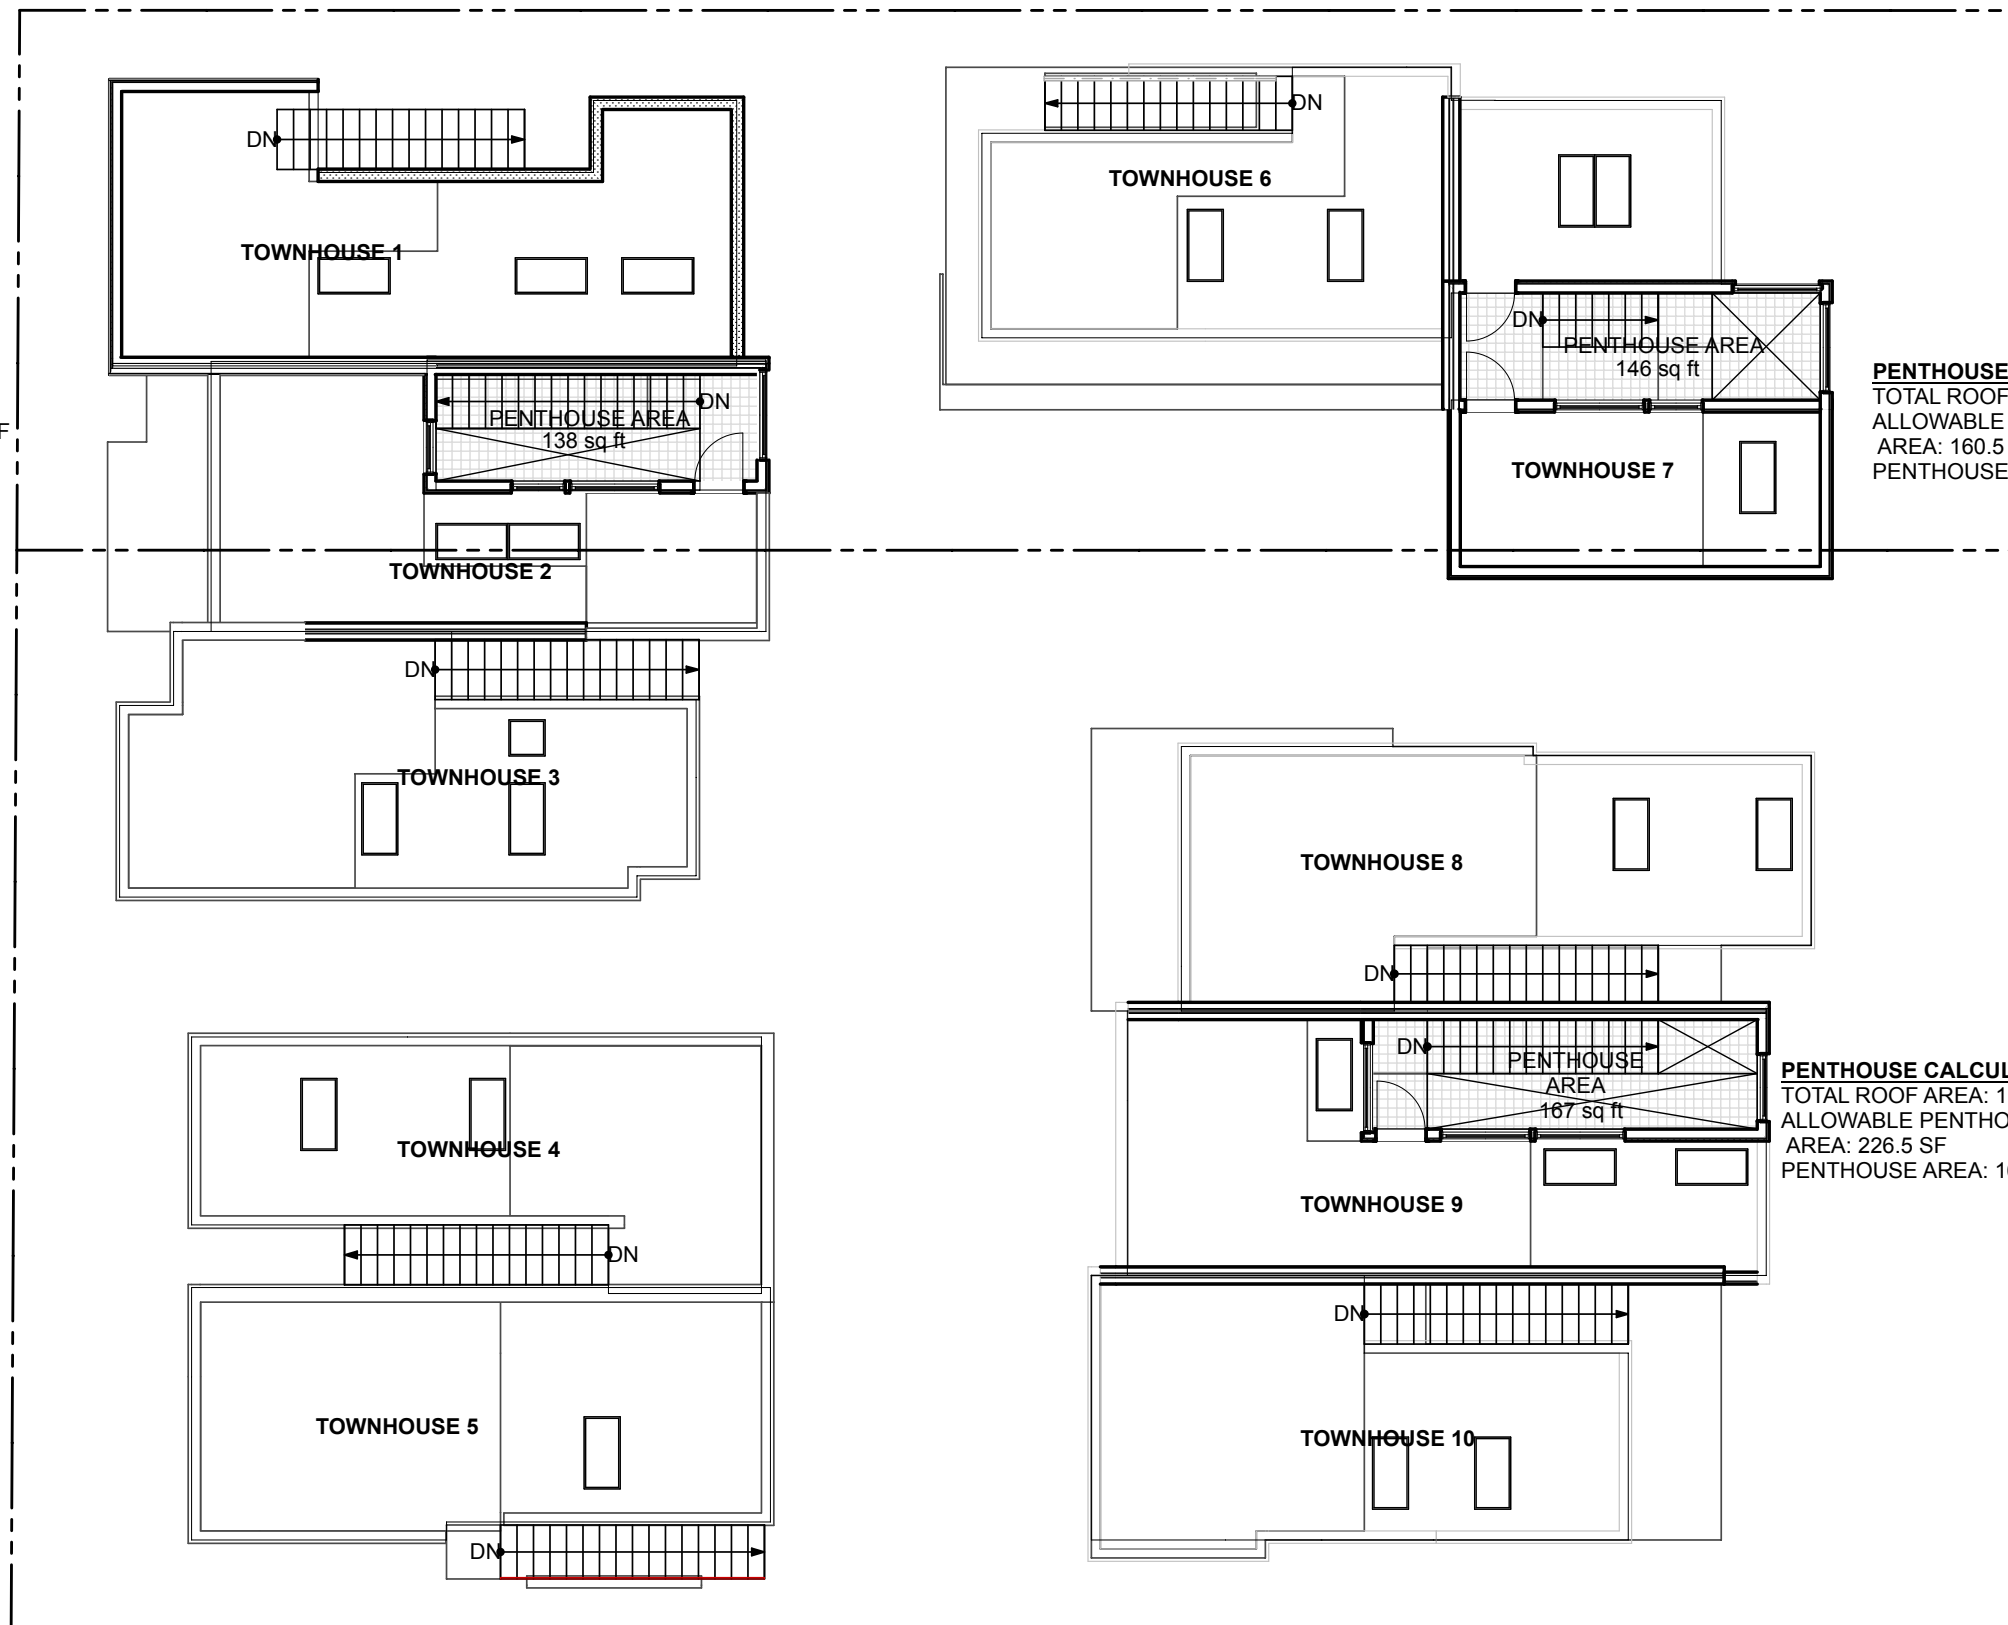 DN
TOWNHOUSE 1
PENTHOUSE AREA
138 sq ft
DN
F
TOWNHOUSE 2
DN
TOWNHOUSE 3
TOWNHOUSE 4
DN
TOWNHOUSE 5
DN
DN
TOWNHOUSE 6
DN
PENTHOUSE AREA
146 sq ft
TOWNHOUSE 7
PENTHOUSE
TOTAL ROOF
ALLOWABLE
AREA: 160.5
PENTHOUSE
TOWNHOUSE 8
DN
DN
PENTHOUSE
AREA
167 sq ft
TOWNHOUSE 9
PENTHOUSE CALCUL
TOTAL ROOF AREA: 1
ALLOWABLE PENTHO
AREA: 226.5 SF
PENTHOUSE AREA: 1
DN
TOWNHOUSE 10